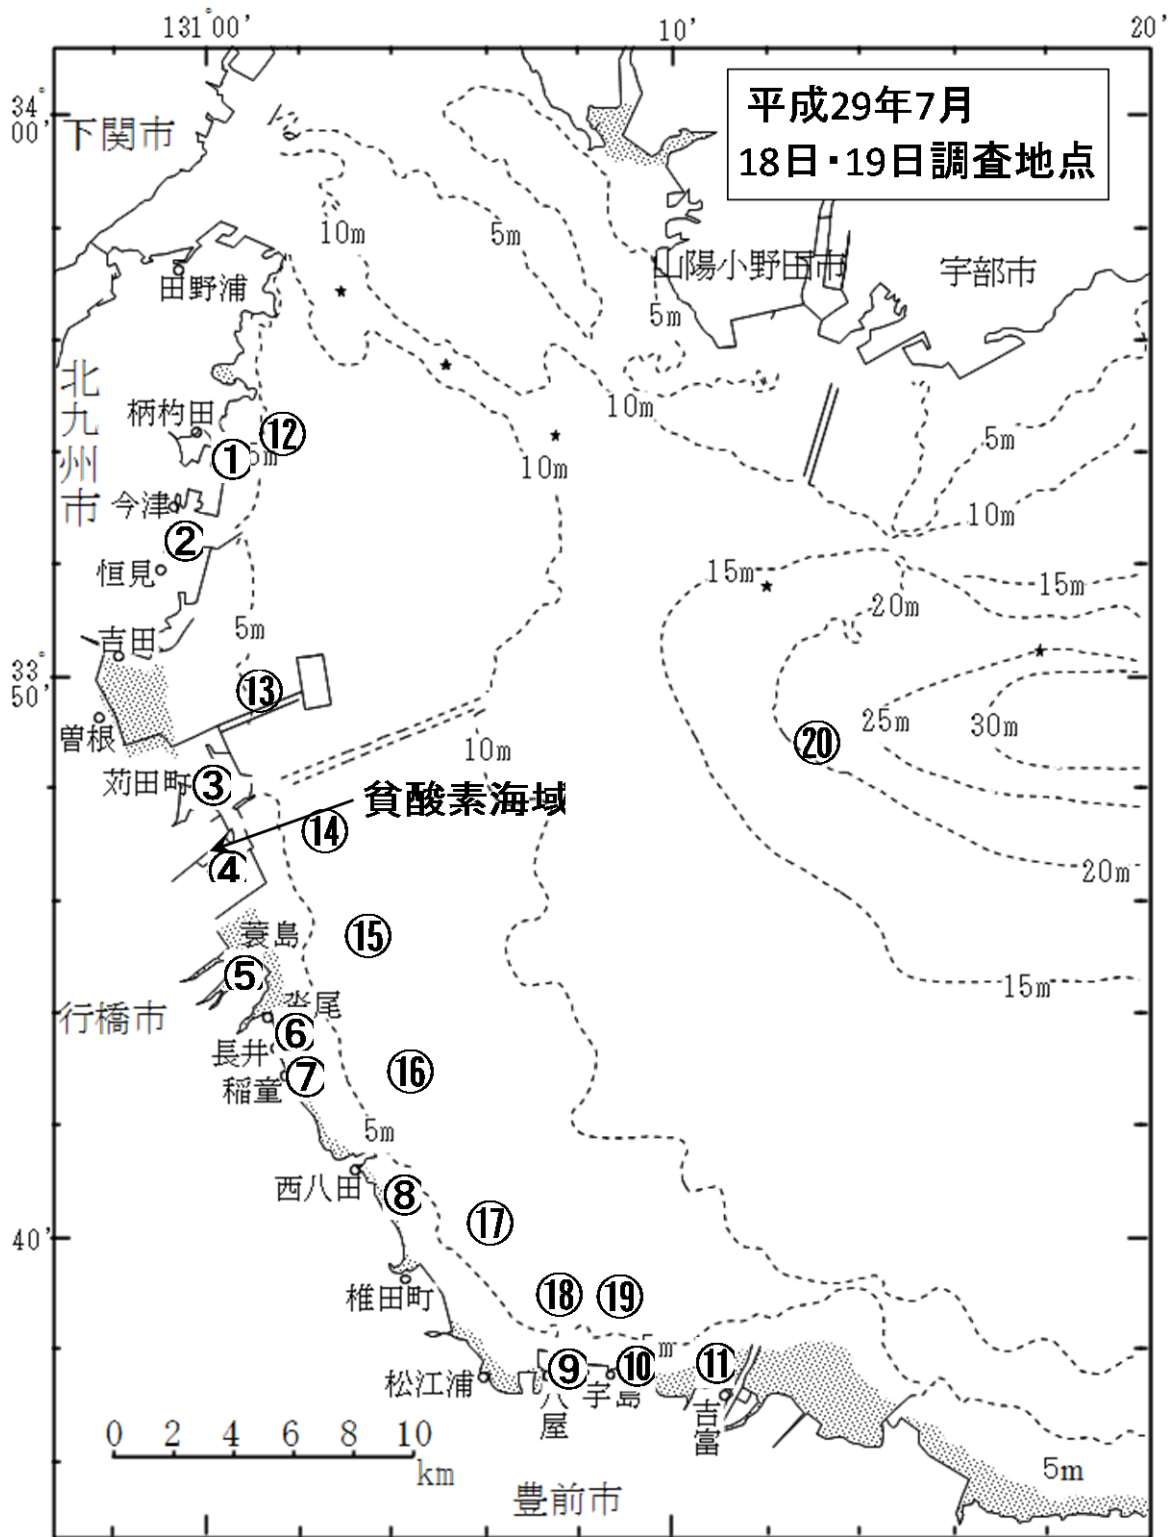 131°00'
10'
20'
34°00'
平成29年7月
18日・19日調査地点
下関市
10m
5m
山陽小野田市
宇部市
田野浦
5m
北九州市
柄杓田
10m
⑫
①
5m
5m
10m
今津
10m
②
恒見
15m
15m
20m
5m
吉田
33°50'
⑬
曽根
25m
30m
⑳
10m
苅田町
③
貧酸素海域
⑭
④
20m
蓑島
⑮
⑤
15m
沓尾
行橋市
⑥
長井
⑯
⑦
稲童
5m
西八田
⑧
⑰
40'
椎田町
⑱
⑲
5m
⑪
⑩
⑨
松江浦
宇島
八屋
吉富
0 2 4 6 8 10
km
5m
豊前市